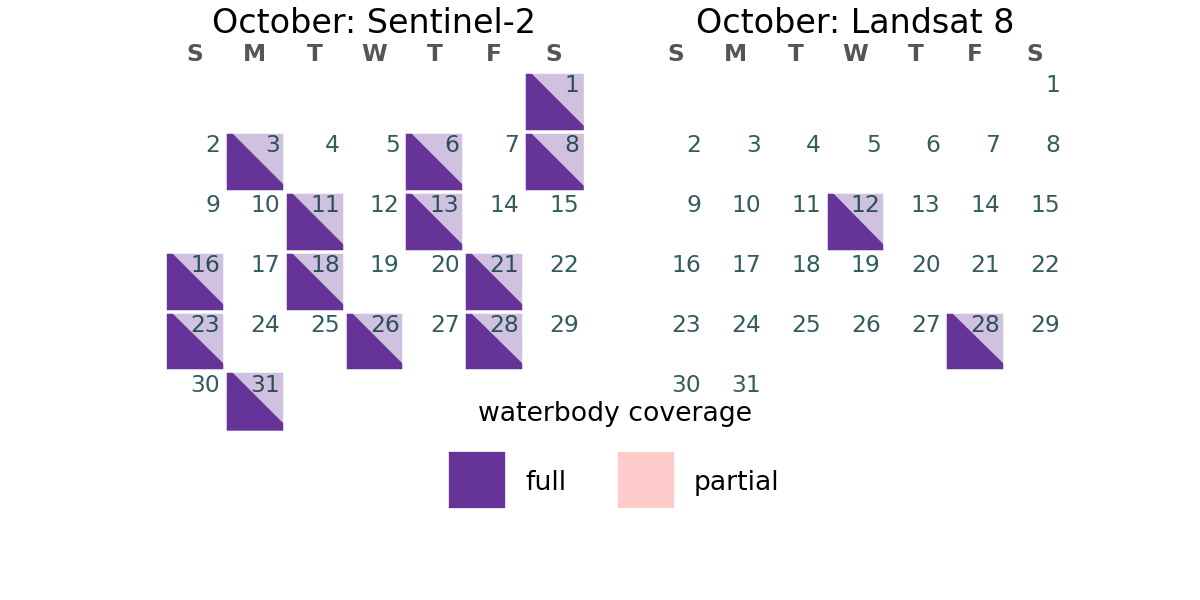 October: Sentinel-2
S M T W T F S
1
2 3 4 5 6 7 8
9 10 11 12 13 14 15
16 17 18 19 20 21 22
23 24 25 26 27 28 29
30 31
October: Landsat 8
S M T W T F S
1
2 3 4 5 6 7 8
9 10 11 12 13 14 15
16 17 18 19 20 21 22
23 24 25 26 27 28 29
30 31
waterbody coverage
full partial